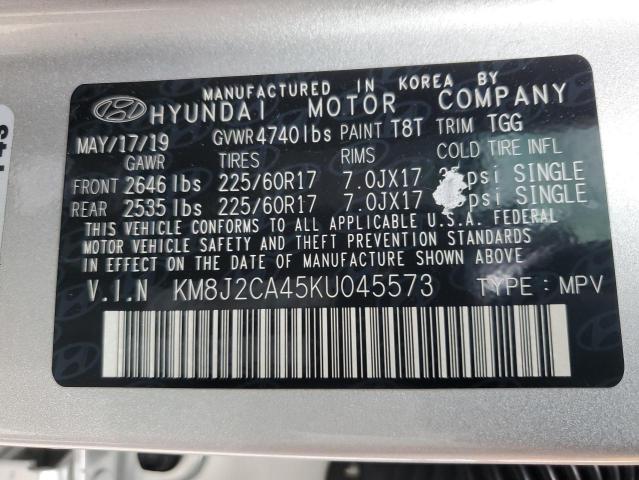 MANUFACTURED IN KOREA BY
HYUNDAI MOTOR COMPANY
MAY/17/19 GVWR 4740 lbs PAINT T8T TRIM TGG
GAWR TIRES RIMS COLD TIRE INFL
FRONT 2646 lbs 225/60R17 7.0JX17 psi SINGLE
REAR 2535 lbs 225/60R17 7.0JX17 psi SINGLE
THIS VEHICLE CONFORMS TO ALL APPLICABLE U.S.A. FEDERAL
MOTOR VEHICLE SAFETY AND THEFT PREVENTION STANDARDS
IN EFFECT ON THE DATE OF MANUFACTURE SHOWN ABOVE
V.I.N KM8J2CA45KU045573 TYPE : MPV